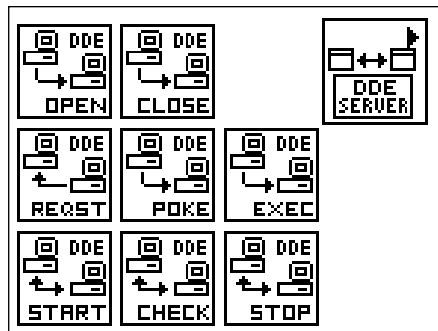 DDE
OPEN
DDE
CLOSE
DDE
SERVER
DDE
REQST
DDE
POKE
DDE
EXEC
DDE
START
DDE
CHECK
DDE
STOP